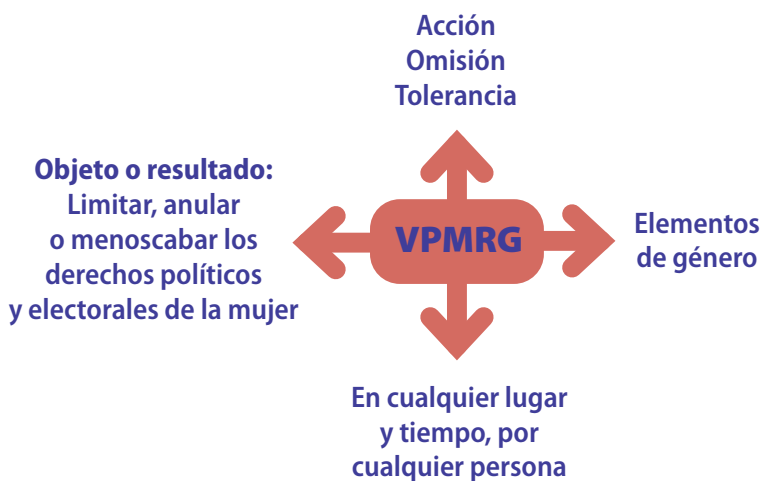 Acción
Omisión
Tolerancia
Objeto o resultado:
Limitar, anular
o menoscabar los
derechos políticos
y electorales de la mujer
VPMRG
Elementos
de género
En cualquier lugar
y tiempo, por
cualquier persona